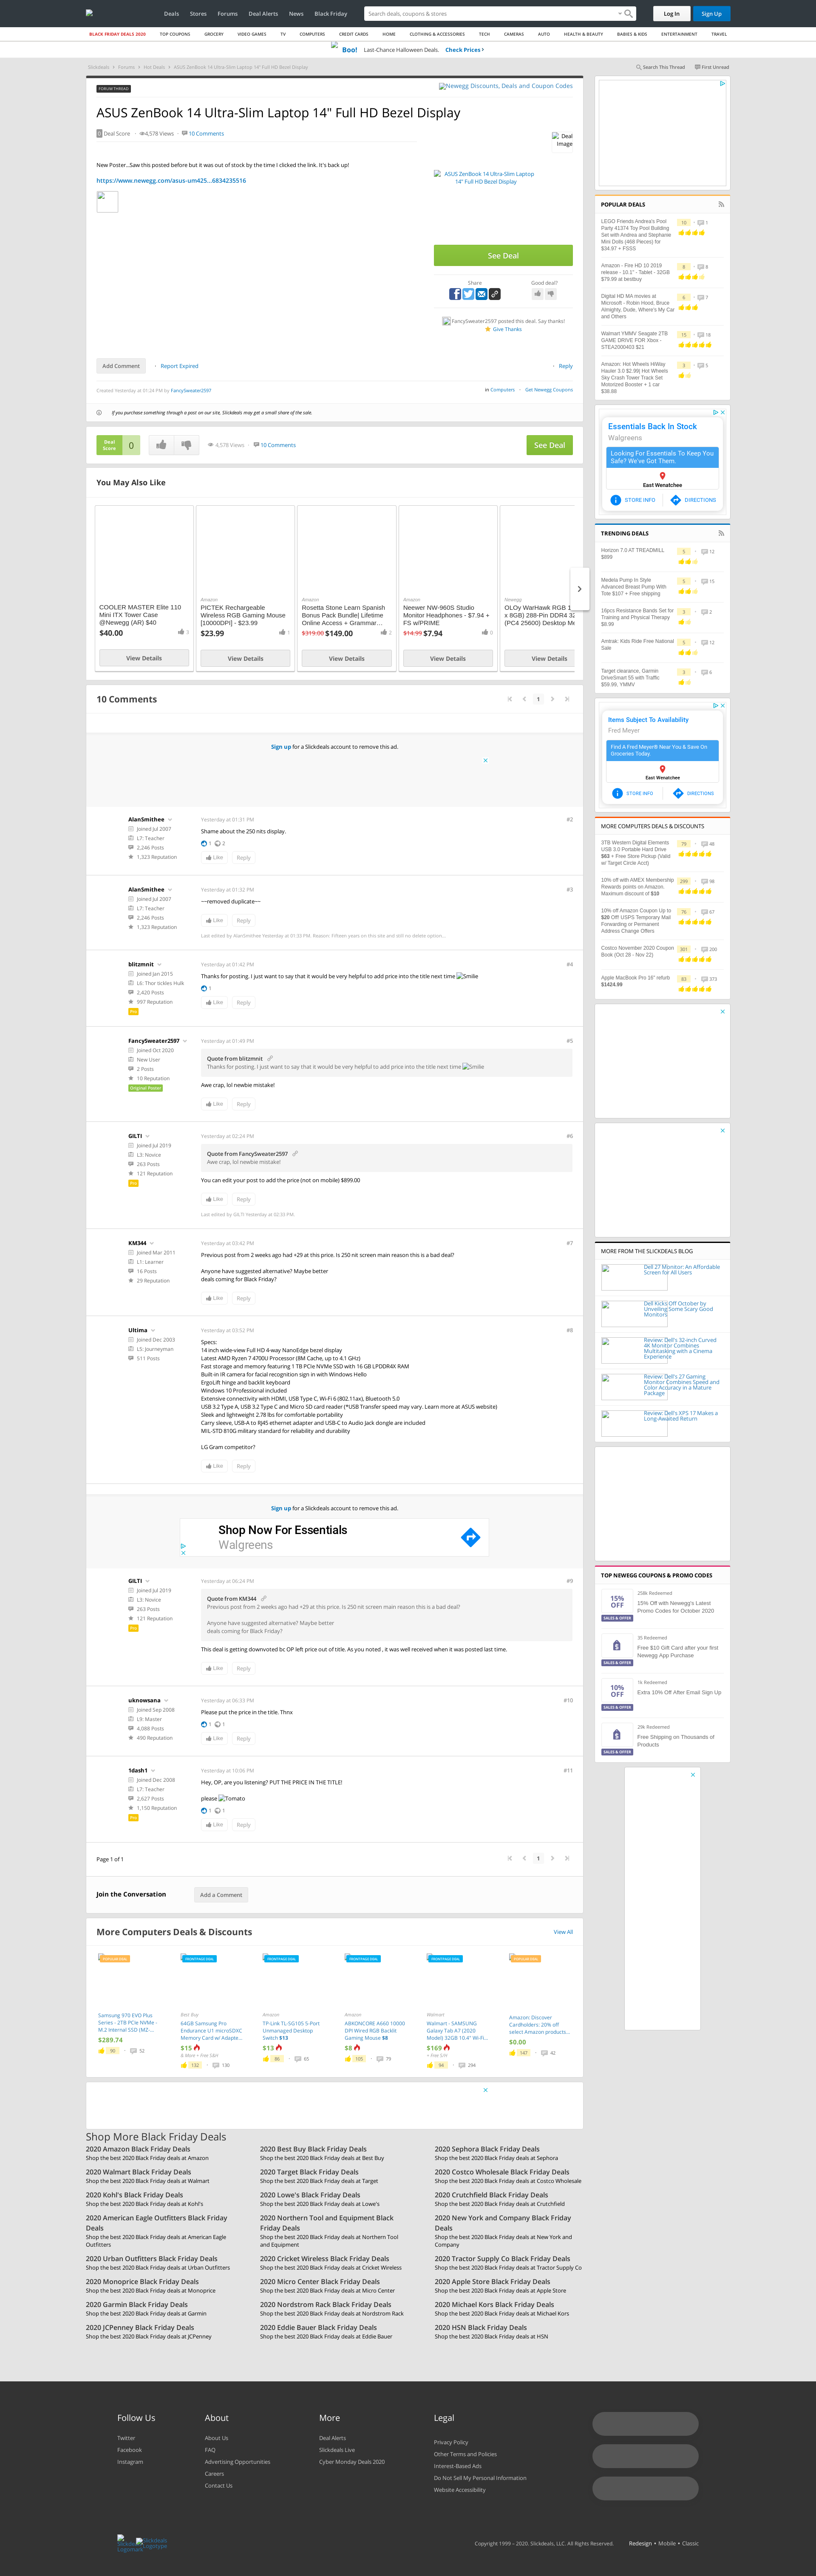 Deals
Stores
Forums
Deal Alerts
News
Black Friday
Search deals, coupons & stores
Log In
Sign Up
BLACK FRIDAY DEALS 2020
TOP COUPONS
GROCERY
VIDEO GAMES
TV
COMPUTERS
CREDIT CARDS
HOME
CLOTHING & ACCESSORIES
TECH
CAMERAS
AUTO
HEALTH & BEAUTY
BABIES & KIDS
ENTERTAINMENT
TRAVEL
Boo! Last-Chance Halloween Deals. Check Prices
Slickdeals
Forums
Hot Deals
ASUS ZenBook 14 Ultra-Slim Laptop 14" Full HD Bezel Display
Search This Thread
First Unread
FORUM THREAD
Newegg Discounts, Deals and Coupon Codes
ASUS ZenBook 14 Ultra-Slim Laptop 14" Full HD Bezel Display
0 Deal Score
4,578 Views
10 Comments
Deal
Image
New Poster...Saw this posted before but it was out of stock by the time I clicked the link. It's back up!
https://www.newegg.com/asus-um425...6834235516
ASUS ZenBook 14 Ultra-Slim Laptop
14" Full HD Bezel Display
See Deal
Share
Good deal?
FancySweater2597 posted this deal. Say thanks!
Give Thanks
Add Comment
Report Expired
Reply
Created Yesterday at 01:24 PM by FancySweater2597
in Computers
Get Newegg Coupons
If you purchase something through a post on our site, Slickdeals may get a small share of the sale.
Deal
Score
0
4,578 Views
10 Comments
See Deal
You May Also Like
COOLER MASTER Elite 110
Mini ITX Tower Case
@Newegg (AR) $40
$40.00
View Details
Amazon
PICTEK Rechargeable
Wireless RGB Gaming Mouse
[10000DPI] - $23.99
$23.99
1
View Details
Amazon
Rosetta Stone Learn Spanish
Bonus Pack Bundle| Lifetime
Online Access + Grammar...
$319.00 $149.00
2
View Details
Amazon
Neewer NW-960S Studio
Monitor Headphones - $7.94 +
FS w/PRIME
$14.99 $7.94
0
View Details
Newegg
View Details
10 Comments
1
Sign up for a Slickdeals account to remove this ad.
AlanSmithee
Joined Jul 2007
L7: Teacher
2,246 Posts
1,323 Reputation
Yesterday at 01:31 PM
#2
Shame about the 250 nits display.
1
2
Like
Reply
AlanSmithee
Joined Jul 2007
L7: Teacher
2,246 Posts
1,323 Reputation
Yesterday at 01:32 PM
#3
~~removed duplicate~~
Like
Reply
Last edited by AlanSmithee Yesterday at 01:33 PM. Reason: Fifteen years on this site and still no delete option...
blitzmnit
Joined Jan 2015
L6: Thor tickles Hulk
2,420 Posts
997 Reputation
Pro
Yesterday at 01:42 PM
#4
Thanks for posting. I just want to say that it would be very helpful to add price into the title next time Smilie
1
Like
Reply
FancySweater2597
Joined Oct 2020
New User
2 Posts
10 Reputation
Original Poster
Yesterday at 01:49 PM
#5
Quote from blitzmnit
Thanks for posting. I just want to say that it would be very helpful to add price into the title next time Smilie
Awe crap, lol newbie mistake!
Like
Reply
GILTI
Joined Jul 2019
L3: Novice
263 Posts
121 Reputation
Pro
Yesterday at 02:24 PM
#6
Quote from FancySweater2597
Awe crap, lol newbie mistake!
You can edit your post to add the price (not on mobile) $899.00
Like
Reply
Last edited by GILTI Yesterday at 02:33 PM.
KM344
Joined Mar 2011
L1: Learner
16 Posts
29 Reputation
Yesterday at 03:42 PM
#7
Previous post from 2 weeks ago had +29 at this price. Is 250 nit screen main reason this is a bad deal?
Anyone have suggested alternative? Maybe better
deals coming for Black Friday?
Like
Reply
Ultima
Joined Dec 2003
L5: Journeyman
511 Posts
Yesterday at 03:52 PM
#8
Specs:
14 inch wide-view Full HD 4-way NanoEdge bezel display
Latest AMD Ryzen 7 4700U Processor (8M Cache, up to 4.1 GHz)
Fast storage and memory featuring 1 TB PCIe NVMe SSD with 16 GB LPDDR4X RAM
Built-in IR camera for facial recognition sign in with Windows Hello
ErgoLift hinge and backlit keyboard
Windows 10 Professional included
Extensive connectivity with HDMI, USB Type C, Wi-Fi 6 (802.11ax), Bluetooth 5.0
USB 3.2 Type A, USB 3.2 Type C and Micro SD card reader (*USB Transfer speed may vary. Learn more at ASUS website)
Sleek and lightweight 2.78 lbs for comfortable portability
Carry sleeve, USB-A to RJ45 ethernet adapter and USB-C to Audio Jack dongle are included
MIL-STD 810G military standard for reliability and durability
LG Gram competitor?
Like
Reply
Sign up for a Slickdeals account to remove this ad.
Shop Now For Essentials
Walgreens
GILTI
Joined Jul 2019
L3: Novice
263 Posts
121 Reputation
Pro
Yesterday at 06:24 PM
#9
Quote from KM344
Previous post from 2 weeks ago had +29 at this price. Is 250 nit screen main reason this is a bad deal?
Anyone have suggested alternative? Maybe better
deals coming for Black Friday?
This deal is getting downvoted bc OP left price out of title. As you noted , it was well received when it was posted last time.
Like
Reply
uknowsana
Joined Sep 2008
L9: Master
4,088 Posts
490 Reputation
Yesterday at 06:33 PM
#10
Please put the price in the title. Thnx
1
1
Like
Reply
1dash1
Joined Dec 2008
L7: Teacher
2,627 Posts
1,150 Reputation
Pro
Yesterday at 10:06 PM
#11
Hey, OP, are you listening? PUT THE PRICE IN THE TITLE!
please Tomato
1
1
Like
Reply
Page 1 of 1
1
Join the Conversation
Add a Comment
More Computers Deals & Discounts
View All
Samsung 970 EVO Plus
Series - 2TB PCIe NVMe -
M.2 Internal SSD (MZ-...
$289.74
52
FRONTPAGE DEAL
Best Buy
64GB Samsung Pro
Endurance U1 microSDXC
Memory Card w/ Adapte...
$15
& More + Free S&H
132
130
FRONTPAGE DEAL
Amazon
TP-Link TL-SG105 5-Port
Unmanaged Desktop
Switch $13
$13
86
65
FRONTPAGE DEAL
Amazon
ABKONCORE A660 10000
DPI Wired RGB Backlit
Gaming Mouse $8
$8
105
79
FRONTPAGE DEAL
Walmart
Walmart - SAMSUNG
Galaxy Tab A7 (2020
Model) 32GB 10.4" Wi-Fi...
$169
+ Free S/H
94
294
Amazon: Discover
Cardholders: 20% off
select Amazon products...
$0.00
147
42
Shop More Black Friday Deals
2020 Amazon Black Friday Deals
Shop the best 2020 Black Friday deals at Amazon
2020 Best Buy Black Friday Deals
Shop the best 2020 Black Friday deals at Best Buy
2020 Sephora Black Friday Deals
Shop the best 2020 Black Friday deals at Sephora
2020 Walmart Black Friday Deals
Shop the best 2020 Black Friday deals at Walmart
2020 Target Black Friday Deals
Shop the best 2020 Black Friday deals at Target
2020 Costco Wholesale Black Friday Deals
Shop the best 2020 Black Friday deals at Costco Wholesale
2020 Kohl's Black Friday Deals
Shop the best 2020 Black Friday deals at Kohl's
2020 Lowe's Black Friday Deals
Shop the best 2020 Black Friday deals at Lowe's
2020 Crutchfield Black Friday Deals
Shop the best 2020 Black Friday deals at Crutchfield
2020 American Eagle Outfitters Black Friday
Deals
Shop the best 2020 Black Friday deals at American Eagle
Outfitters
2020 Northern Tool and Equipment Black
Friday Deals
Shop the best 2020 Black Friday deals at Northern Tool
and Equipment
2020 New York and Company Black Friday
Deals
Shop the best 2020 Black Friday deals at New York and
Company
2020 Urban Outfitters Black Friday Deals
Shop the best 2020 Black Friday deals at Urban Outfitters
2020 Cricket Wireless Black Friday Deals
Shop the best 2020 Black Friday deals at Cricket Wireless
2020 Tractor Supply Co Black Friday Deals
Shop the best 2020 Black Friday deals at Tractor Supply Co
2020 Monoprice Black Friday Deals
Shop the best 2020 Black Friday deals at Monoprice
2020 Micro Center Black Friday Deals
Shop the best 2020 Black Friday deals at Micro Center
2020 Apple Store Black Friday Deals
Shop the best 2020 Black Friday deals at Apple Store
2020 Garmin Black Friday Deals
Shop the best 2020 Black Friday deals at Garmin
2020 Nordstrom Rack Black Friday Deals
Shop the best 2020 Black Friday deals at Nordstrom Rack
2020 Michael Kors Black Friday Deals
Shop the best 2020 Black Friday deals at Michael Kors
2020 JCPenney Black Friday Deals
Shop the best 2020 Black Friday deals at JCPenney
2020 Eddie Bauer Black Friday Deals
Shop the best 2020 Black Friday deals at Eddie Bauer
2020 HSN Black Friday Deals
Shop the best 2020 Black Friday deals at HSN
POPULAR DEALS
LEGO Friends Andrea's Pool
Party 41374 Toy Pool Building
Set with Andrea and Stephanie
Mini Dolls (468 Pieces) for
$34.97 + FSSS
10
1
Amazon - Fire HD 10 2019
release - 10.1" - Tablet - 32GB
$79.99 at bestbuy
8
8
Digital HD MA movies at
Microsoft - Robin Hood, Bruce
Almighty, Dude, Where's My Car
and Others
6
7
Walmart YMMV Seagate 2TB
GAME DRIVE FOR Xbox -
STEA2000403 $21
15
18
Amazon: Hot Wheels HiWay
Hauler 3.0 $2.99| Hot Wheels
Sky Crash Tower Track Set
Motorized Booster + 1 car
$38.68
3
5
Essentials Back In Stock
Walgreens
Looking For Essentials To Keep You
Safe? We've Got Them.
East Wenatchee
STORE INFO
DIRECTIONS
TRENDING DEALS
Horizon 7.0 AT TREADMILL
$899
5
12
Medela Pump In Style
Advanced Breast Pump With
Tote $107 + Free shipping
5
15
16pcs Resistance Bands Set for
Training and Physical Therapy
$8.99
3
2
Amtrak, Kids Ride Free National
Sale
5
12
Target clearance, Garmin
DriveSmart 55 with Traffic
$59.99, YMMV
3
6
Items Subject To Availability
Fred Meyer
Find A Fred Meyer® Near You & Save On
Groceries Today.
East Wenatchee
STORE INFO
DIRECTIONS
MORE COMPUTERS DEALS & DISCOUNTS
3TB Western Digital Elements
USB 3.0 Portable Hard Drive
$63 + Free Store Pickup (Valid
w/ Target Circle Acct)
75
48
10% off with AMEX Membership
Rewards points on Amazon.
Maximum discount of $10
299
98
10% off Amazon Coupon Up to
$20 Off! USPS Temporary Mail
Forwarding or Permanent
Address Change Offers
76
67
Costco November 2020 Coupon
Book (Oct 28 - Nov 22)
301
200
Apple MacBook Pro 16" refurb
$1424.99
83
373
MORE FROM THE SLICKDEALS BLOG
Dell 27 Monitor: An Affordable
Screen for All Users
Dell Kicks Off October by
Unveiling Some Scary Good
Monitors
Review: Dell's 32-inch Curved
4K Monitor Combines
Multitasking with a Cinema
Experience
Review: Dell's 27 Gaming
Monitor Combines Speed and
Color Accuracy in a Mature
Package
Review: Dell's XPS 17 Makes a
Long-Awaited Return
TOP NEWEGG COUPONS & PROMO CODES
15%
OFF
SALES & OFFER
258k Redeemed
15% Off with Newegg's Latest
Promo Codes for October 2020
SALES & OFFER
35 Redeemed
Free $10 Gift Card after your first
Newegg App Purchase
10%
OFF
SALES & OFFER
1k Redeemed
Extra 10% Off After Email Sign Up
SALES & OFFER
29k Redeemed
Free Shipping on Thousands of
Products
Follow Us
Twitter
Facebook
Instagram
About
About Us
FAQ
Advertising Opportunities
Careers
Contact Us
More
Deal Alerts
Slickdeals Live
Cyber Monday Deals 2020
Legal
Privacy Policy
Other Terms and Policies
Interest-Based Ads
Do Not Sell My Personal Information
Website Accessibility
Copyright 1999 – 2020. Slickdeals, LLC. All Rights Reserved.
Redesign • Mobile • Classic